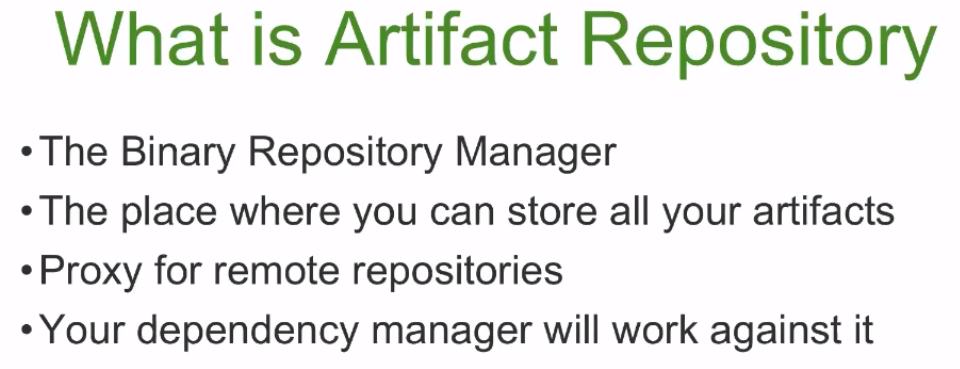 What is Artifact Repository
•The Binary Repository Manager
•The place where you can store all your artifacts
•Proxy for remote repositories
•Your dependency manager will work against it